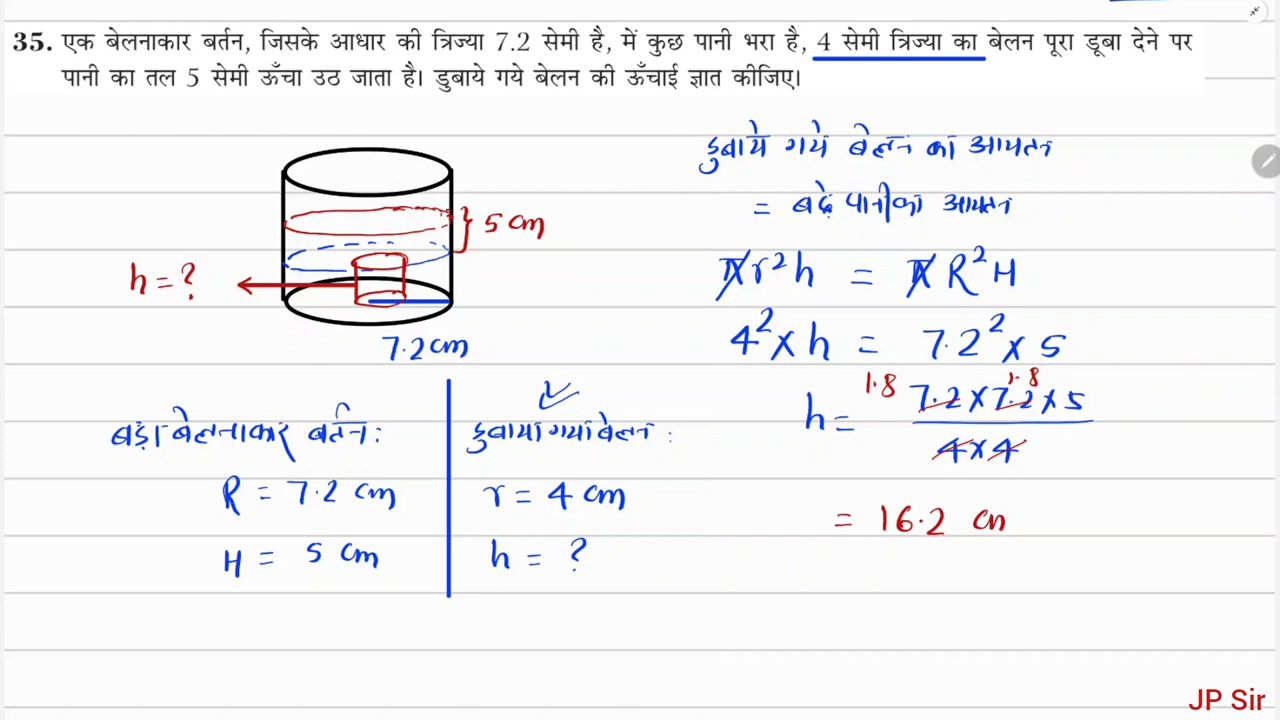 35. एक बेलनाकार बर्तन, जिसके आधार की त्रिज्या 7.2 सेमी है, में कुछ पानी भरा है, 4 सेमी त्रिज्या का बेलन पूरा डूबा देने पर
पानी का तल 5 सेमी ऊँचा उठ जाता है। डुबाये गये बेलन की ऊँचाई ज्ञात कीजिए।
5 cm
h = ?
7.2 cm
बड़ा बेलनाकार बर्तन :
R = 7.2 cm
H = 5 cm
डुबाया गया बेलन :
r = 4 cm
h = ?
डुबाये गये बेलन का आयतन
= बढ़े पानी का आयतन
πr²h = πR²H
4² × h = 7.2² × 5
1.8 1.8
h = 7.2 × 7.2 × 5
4 × 4
= 16.2 cm
JP Sir